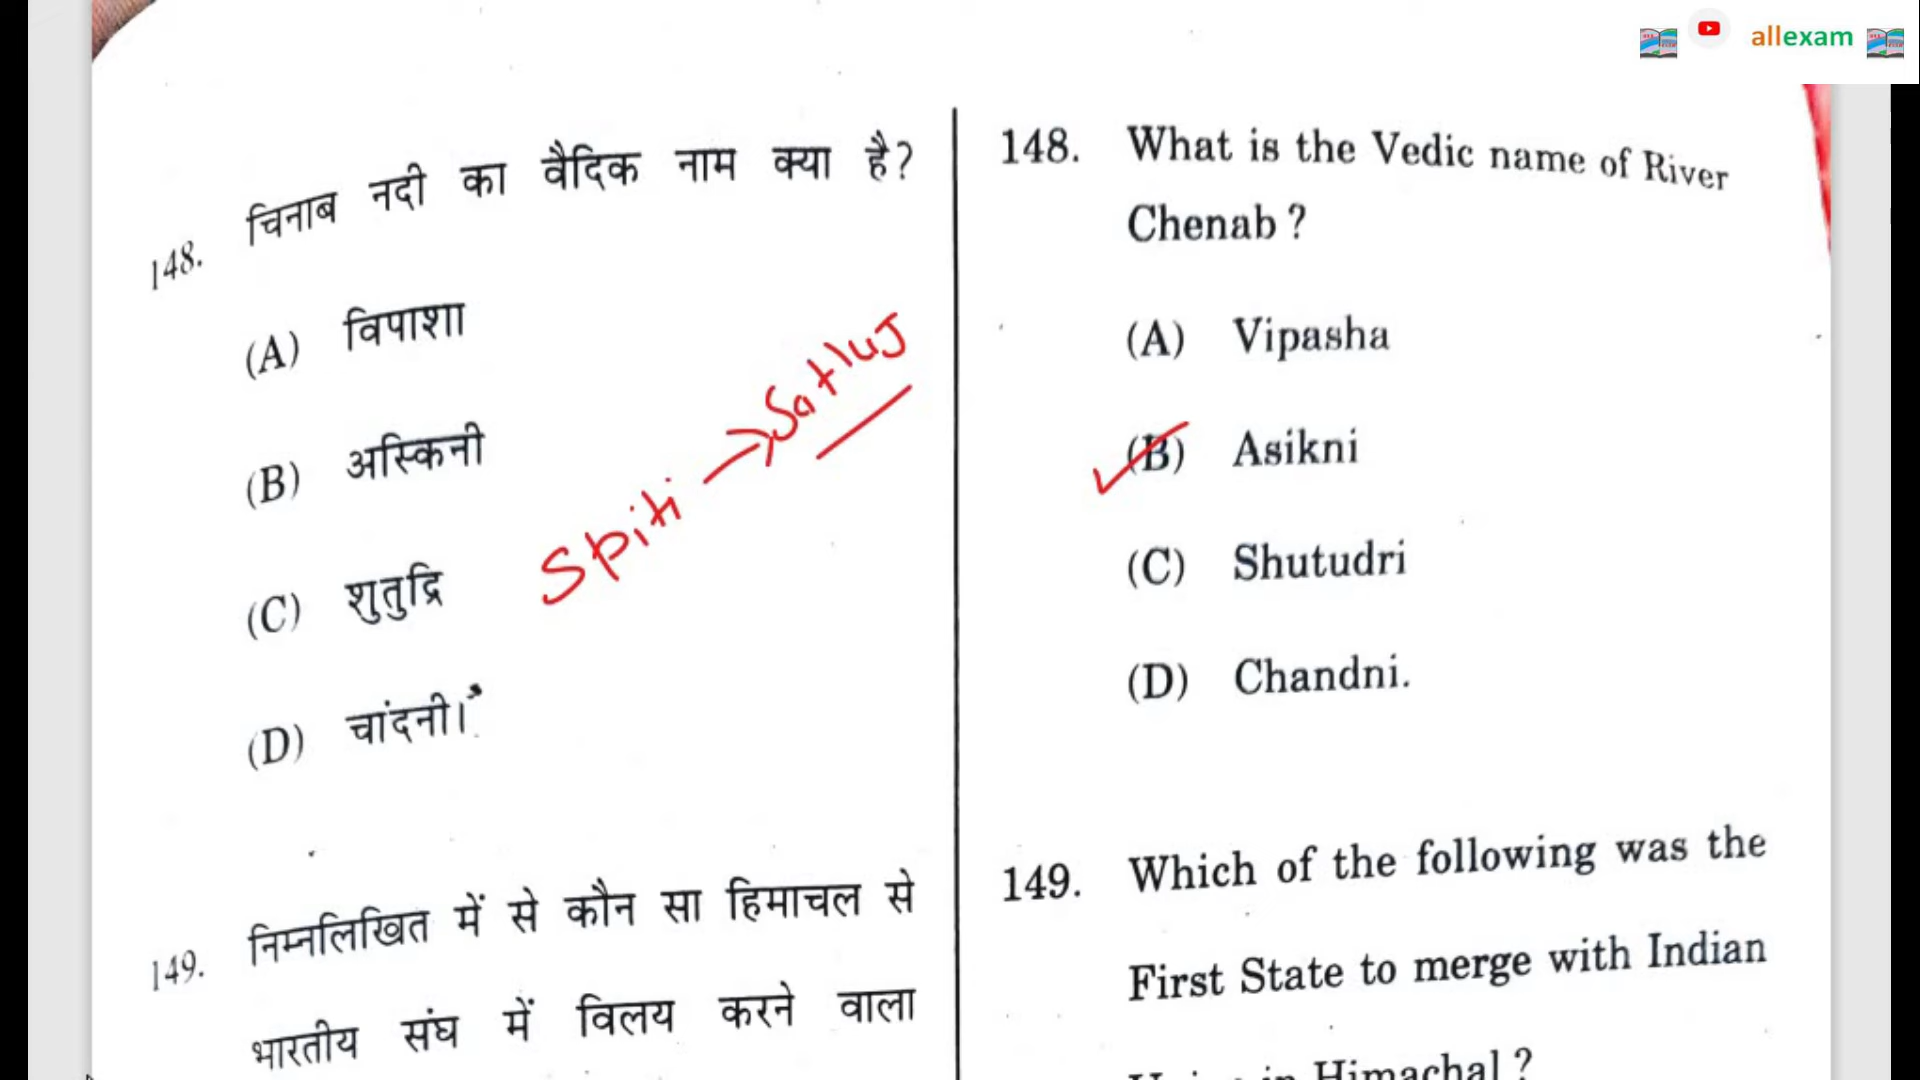 allexam
148. चिनाब नदी का वैदिक नाम क्या है?
(A) विपाशा
(B) अस्किनी
(C) शुतुद्रि
(D) चांदनी।
Spiti → Satluj
149. निम्नलिखित में से कौन सा हिमाचल से
भारतीय संघ में विलय करने वाला
148. What is the Vedic name of River
Chenab ?
(A) Vipasha
(B) Asikni
(C) Shutudri
(D) Chandni.
149. Which of the following was the
First State to merge with Indian
in Himachal ?